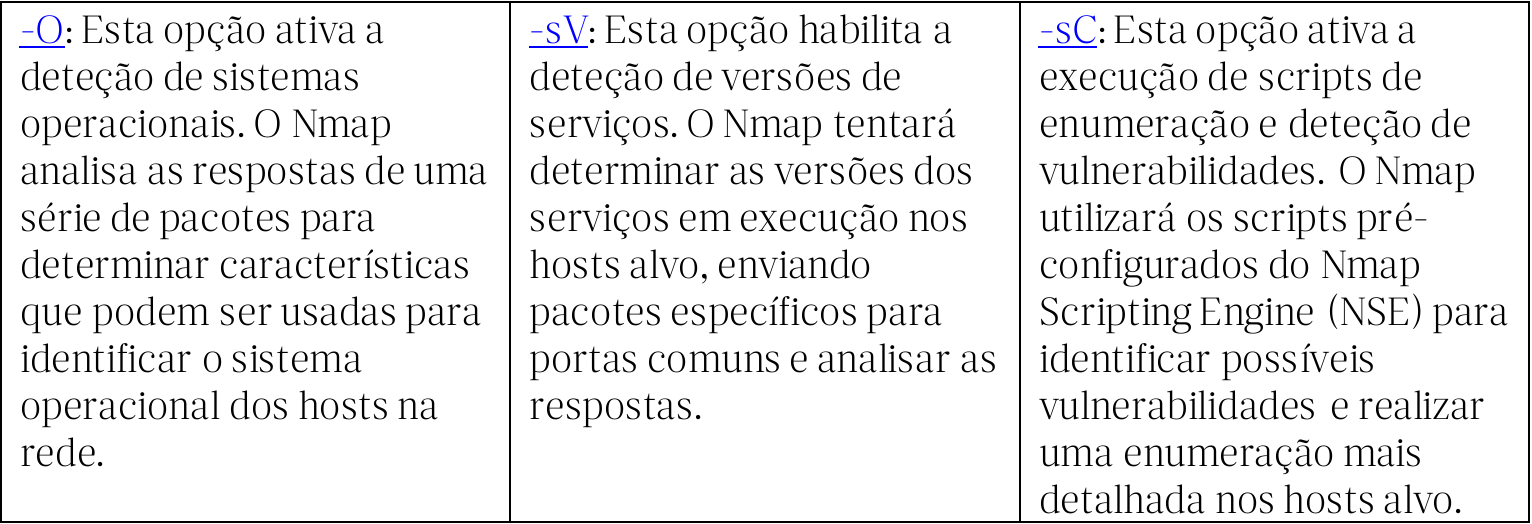 -O: Esta opção ativa a
deteção de sistemas
operacionais. O Nmap
analisa as respostas de uma
série de pacotes para
determinar características
que podem ser usadas para
identificar o sistema
operacional dos hosts na
rede.
-sV: Esta opção habilita a
deteção de versões de
serviços. O Nmap tentará
determinar as versões dos
serviços em execução nos
hosts alvo, enviando
pacotes específicos para
portas comuns e analisar as
respostas.
-sC: Esta opção ativa a
execução de scripts de
enumeração e deteção de
vulnerabilidades. O Nmap
utilizará os scripts pré-
configurados do Nmap
Scripting Engine (NSE) para
identificar possíveis
vulnerabilidades e realizar
uma enumeração mais
detalhada nos hosts alvo.